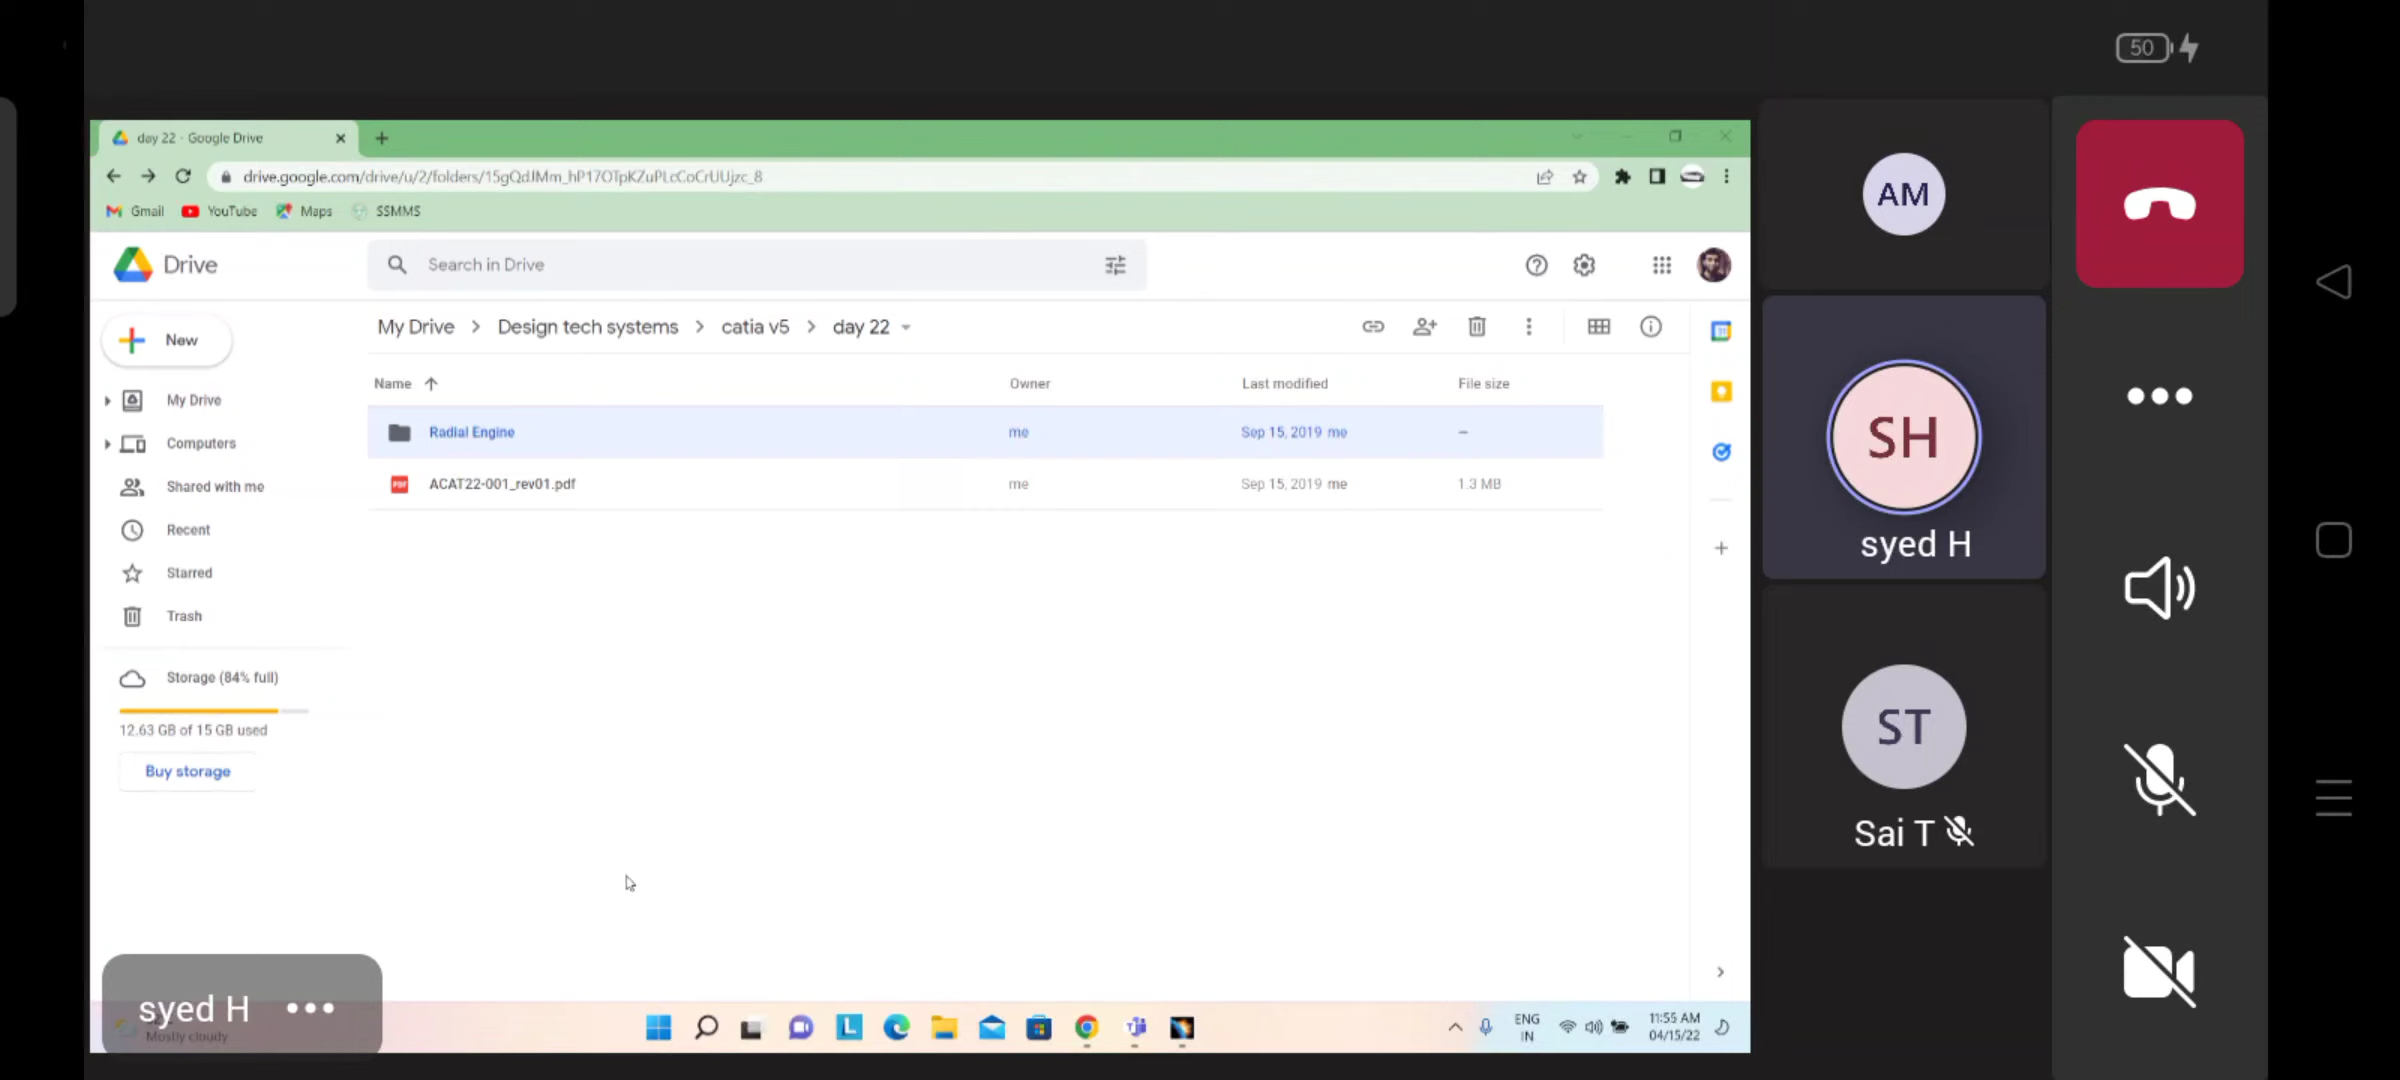 50
day 22 - Google Drive
drive.google.com/drive/u/2/folders/15gQdJlMm_hP17OTpKZuPLcCoCrUUjzc_8
Gmail YouTube Maps SSMMS
Drive
Search in Drive
New
My Drive > Design tech systems > catia v5 > day 22
Name Owner Last modified File size
Radial Engine me Sep 15, 2019 me –
ACAT22-001_rev01.pdf me Sep 15, 2019 me 1.3 MB
My Drive
Computers
Shared with me
Recent
Starred
Trash
Storage (84% full)
12.63 GB of 15 GB used
Buy storage
AM
SH
syed H
ST
Sai T
syed H
Mostly cloudy
ENG
IN
11:55 AM
04/15/22